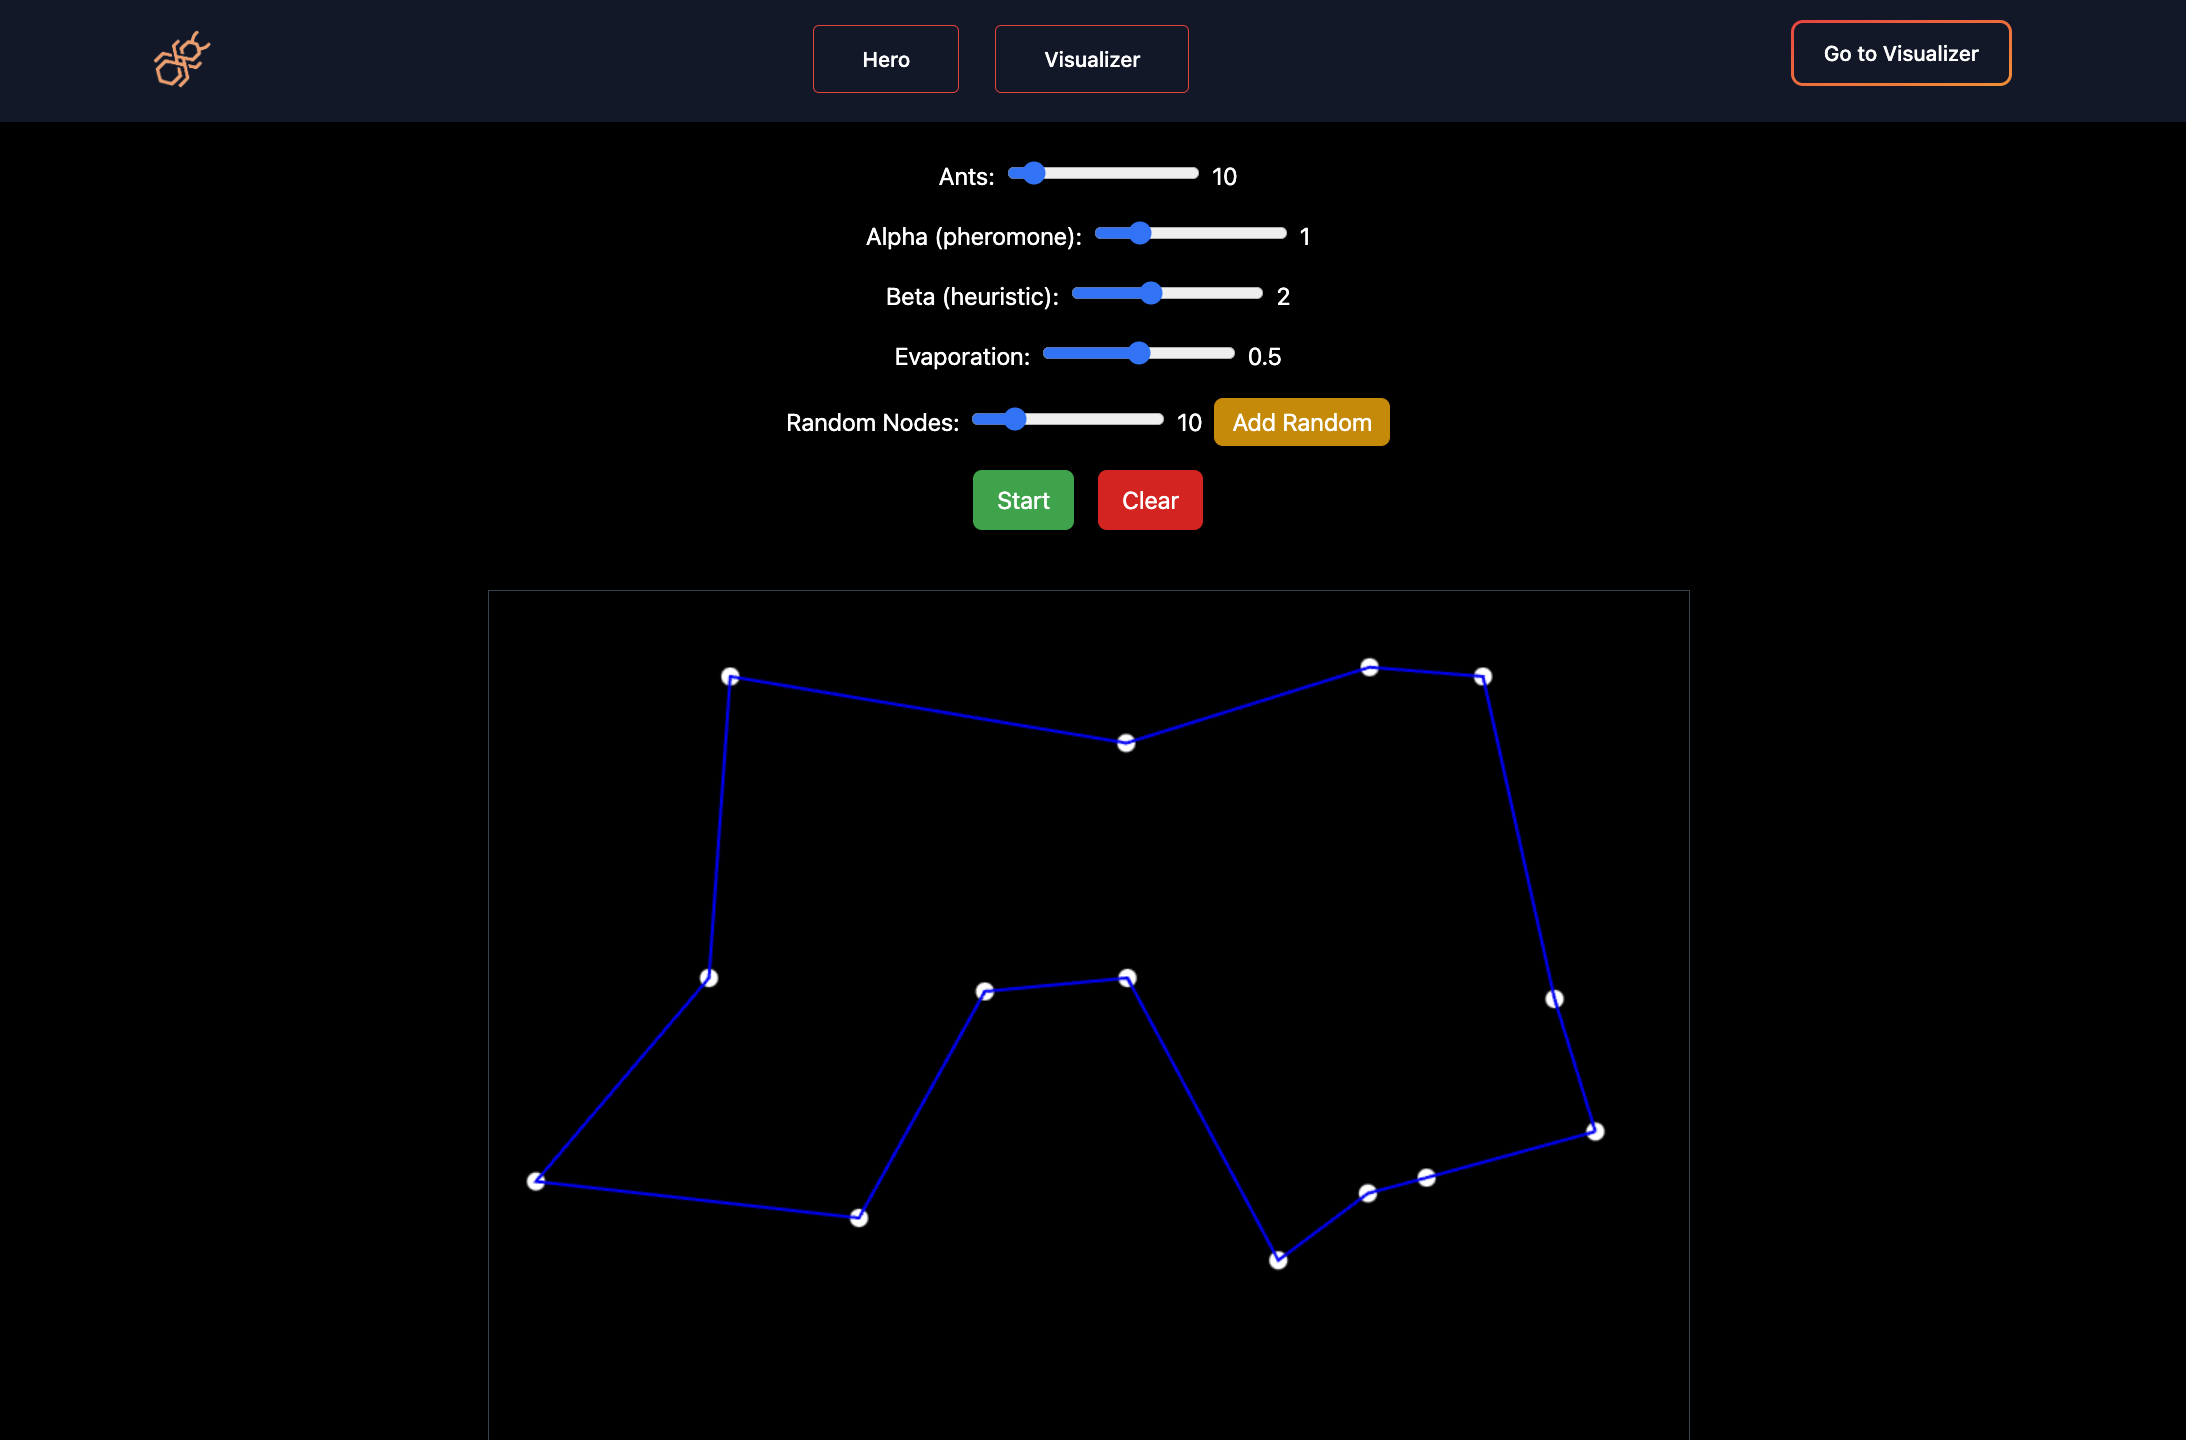 Hero
Visualizer
Go to Visualizer
Ants: 10
Alpha (pheromone): 1
Beta (heuristic): 2
Evaporation: 0.5
Random Nodes: 10 Add Random
Start Clear